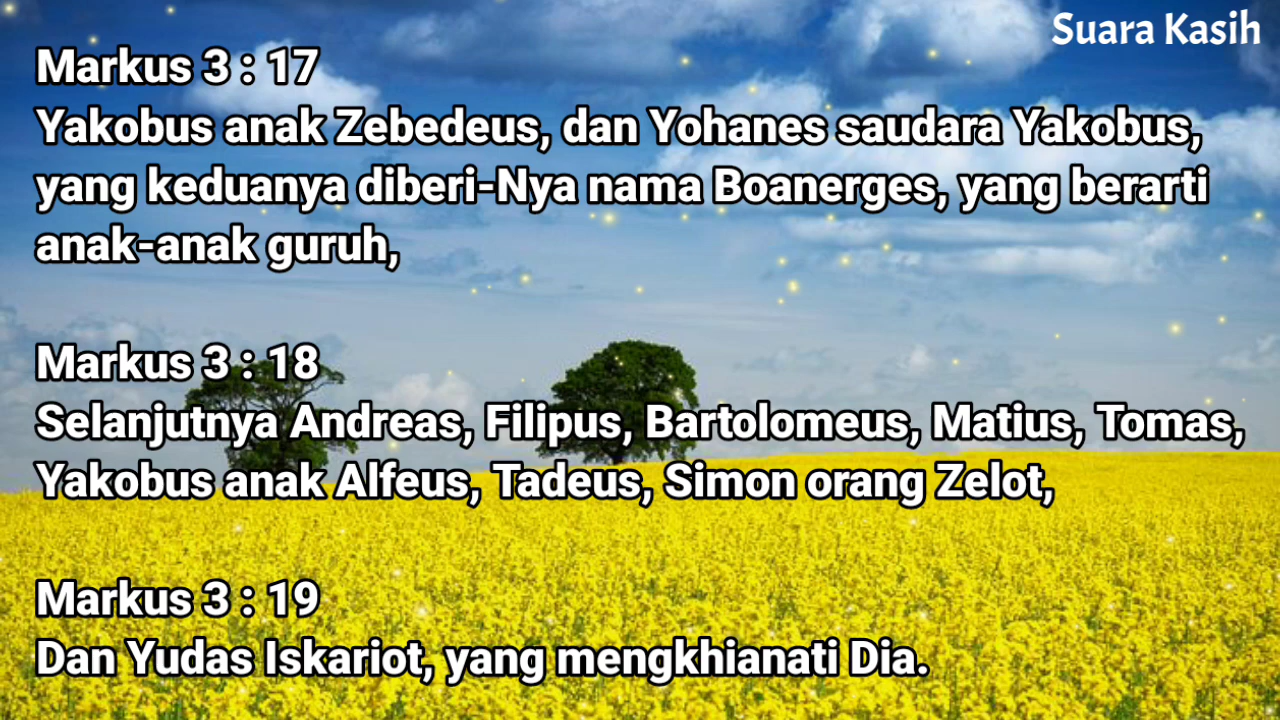 Suara Kasih
Markus 3 : 17
Yakobus anak Zebedeus, dan Yohanes saudara Yakobus,
yang keduanya diberi-Nya nama Boanerges, yang berarti
anak-anak guruh,
Markus 3 : 18
Selanjutnya Andreas, Filipus, Bartolomeus, Matius, Tomas,
Yakobus anak Alfeus, Tadeus, Simon orang Zelot,
Markus 3 : 19
Dan Yudas Iskariot, yang mengkhianati Dia.